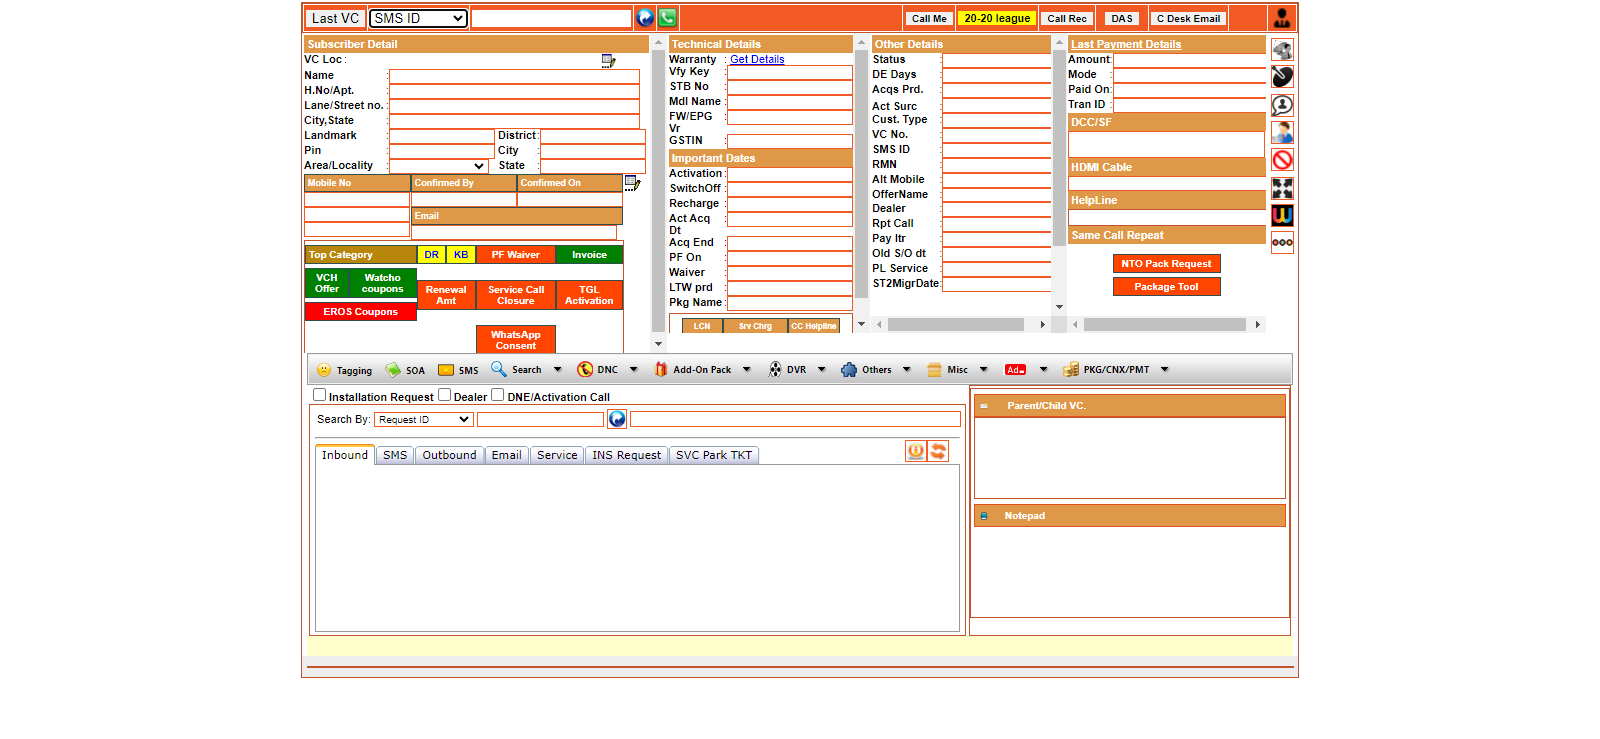 Last VC SMS ID Call Me 20-20 league Call Rec DAS C Desk Email
Subscriber Detail
VC Loc :
Name :
H.No/Apt. :
Lane/Street no. :
City,State :
Landmark : District :
Pin : City :
Area/Locality : State :
Mobile No Confirmed By Confirmed On
Email
Top Category DR KB PF Waiver Invoice
VCH Offer Watcho coupons
Renewal Amt Service Call Closure TGL Activation
EROS Coupons
WhatsApp Consent
Technical Details
Warranty : Get Details
Vfy Key :
STB No :
Mdl Name :
FW/EPG Vr :
GSTIN :
Important Dates
Activation :
SwitchOff :
Recharge :
Act Acq Dt :
Acq End :
PF On :
Waiver :
LTW prd :
Pkg Name :
LCN Srv Chrg CC Helpline
Other Details
Status :
DE Days :
Acqs Prd. :
Act Surc :
Cust. Type :
VC No. :
SMS ID :
RMN :
Alt Mobile :
OfferName :
Dealer :
Rpt Call :
Pay Itr :
Old S/O dt :
PL Service :
ST2MigrDate:
Last Payment Details
Amount:
Mode :
Paid On:
Tran ID :
DCC/SF
HDMI Cable
HelpLine
Same Call Repeat
NTO Pack Request
Package Tool
Tagging SOA SMS Search DNC Add-On Pack DVR Others Misc Ad PKG/CNX/PMT
Installation Request Dealer DNE/Activation Call
Search By: Request ID
Inbound SMS Outbound Email Service INS Request SVC Park TKT
Parent/Child VC.
Notepad